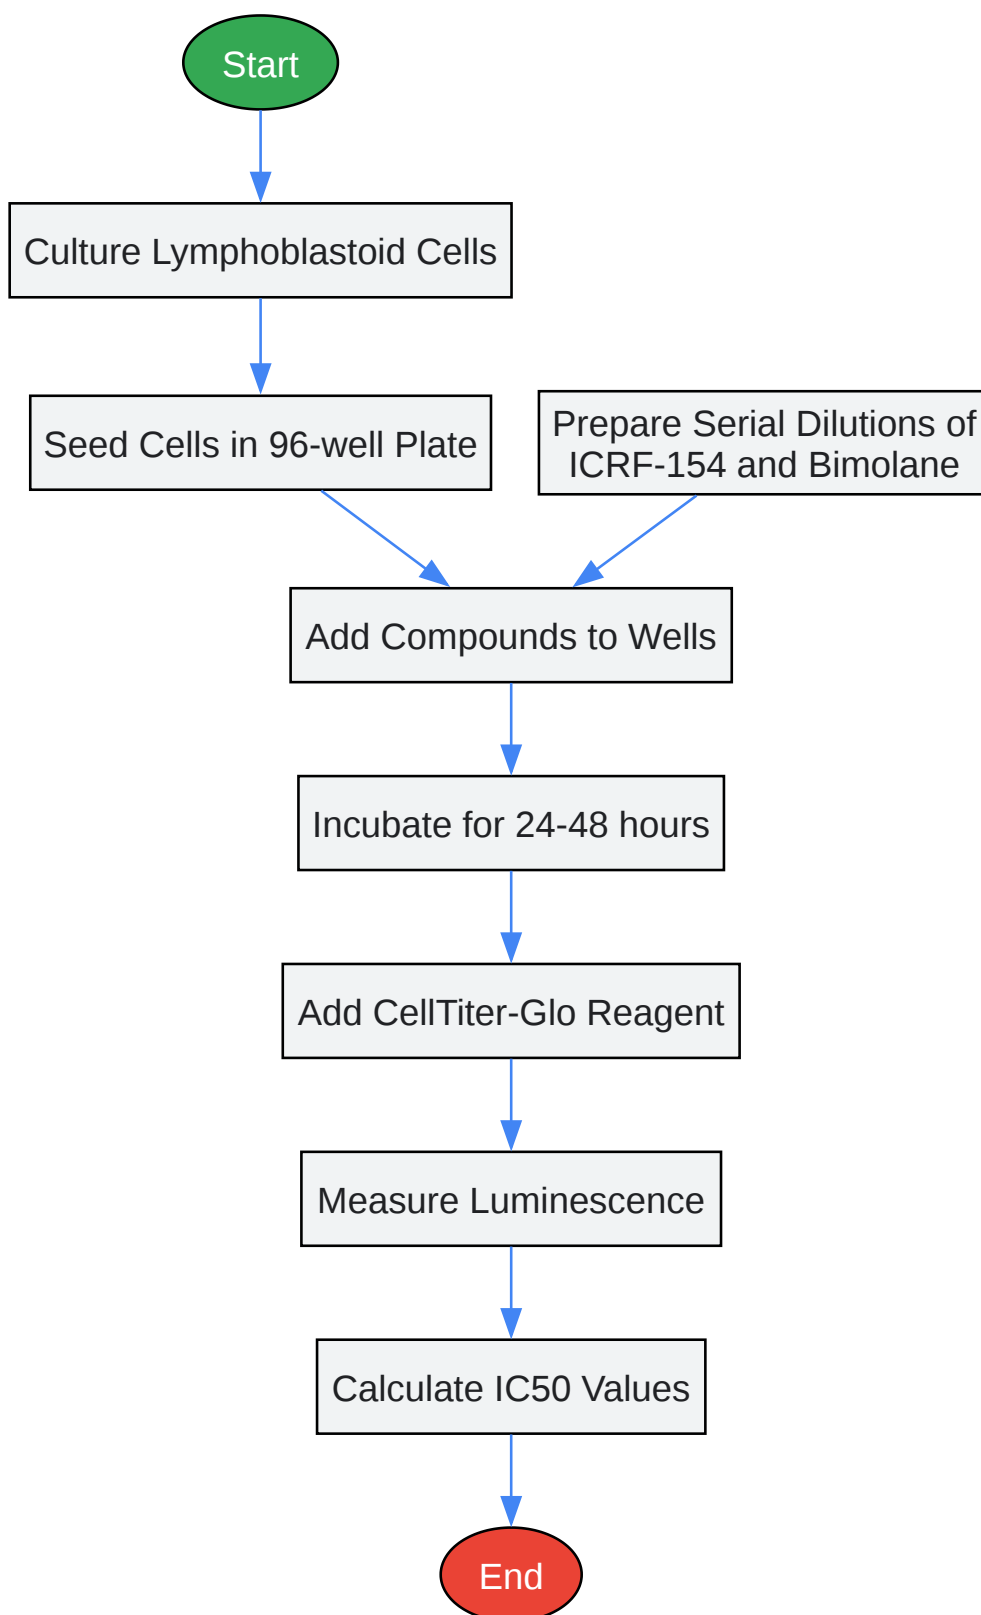 Start
Culture Lymphoblastoid Cells
Seed Cells in 96-well Plate
Prepare Serial Dilutions of
ICRF-154 and Bimolane
Add Compounds to Wells
Incubate for 24-48 hours
Add CellTiter-Glo Reagent
Measure Luminescence
Calculate IC50 Values
End